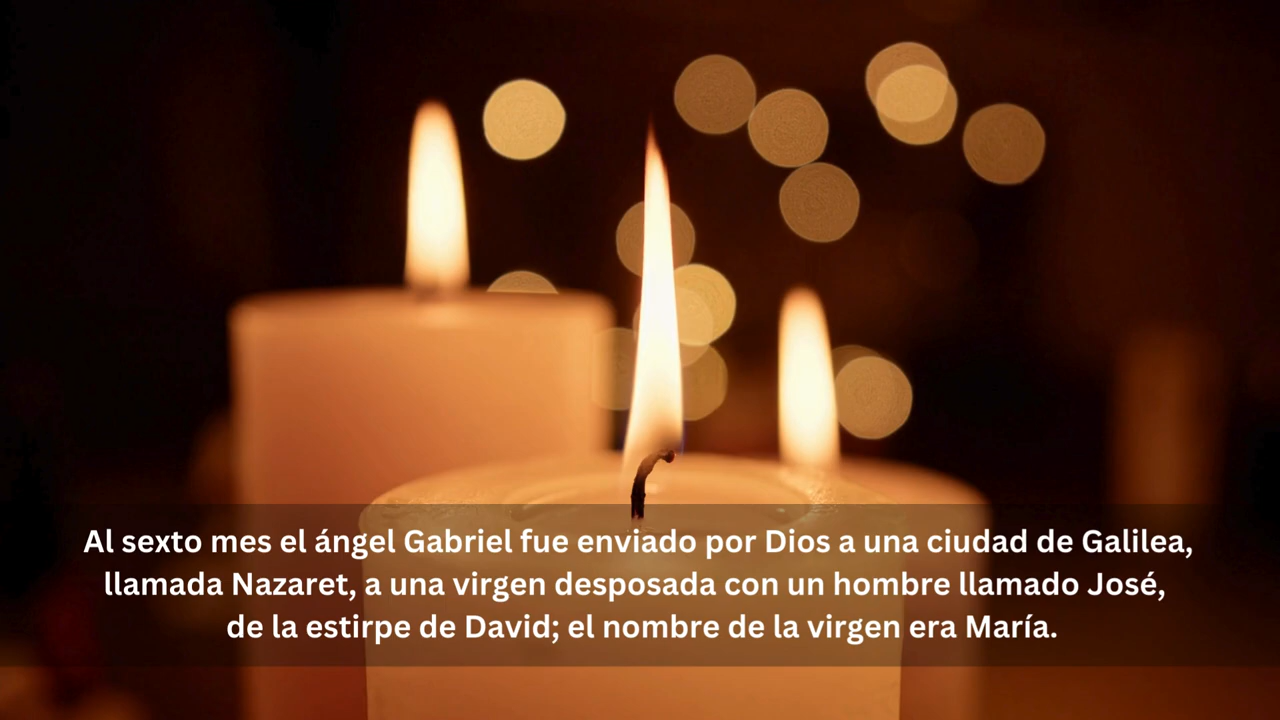 Al sexto mes el ángel Gabriel fue enviado por Dios a una ciudad de Galilea,
llamada Nazaret, a una virgen desposada con un hombre llamado José,
de la estirpe de David; el nombre de la virgen era María.